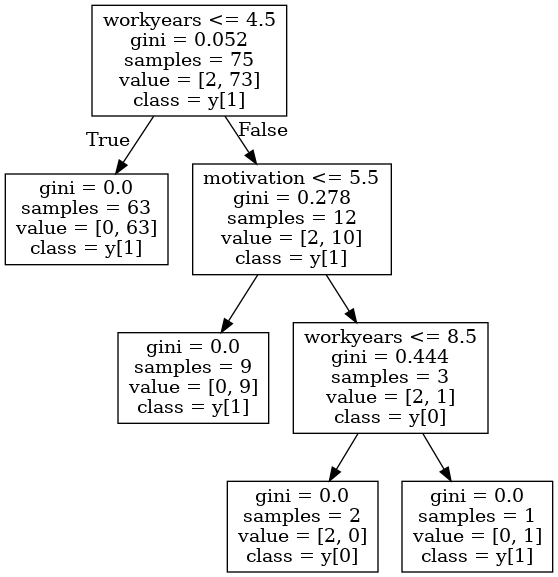 workyears <= 4.5
gini = 0.052
samples = 75
value = [2, 73]
class = y[1]
True
False
gini = 0.0
samples = 63
value = [0, 63]
class = y[1]
motivation <= 5.5
gini = 0.278
samples = 12
value = [2, 10]
class = y[1]
gini = 0.0
samples = 9
value = [0, 9]
class = y[1]
workyears <= 8.5
gini = 0.444
samples = 3
value = [2, 1]
class = y[0]
gini = 0.0
samples = 2
value = [2, 0]
class = y[0]
gini = 0.0
samples = 1
value = [0, 1]
class = y[1]